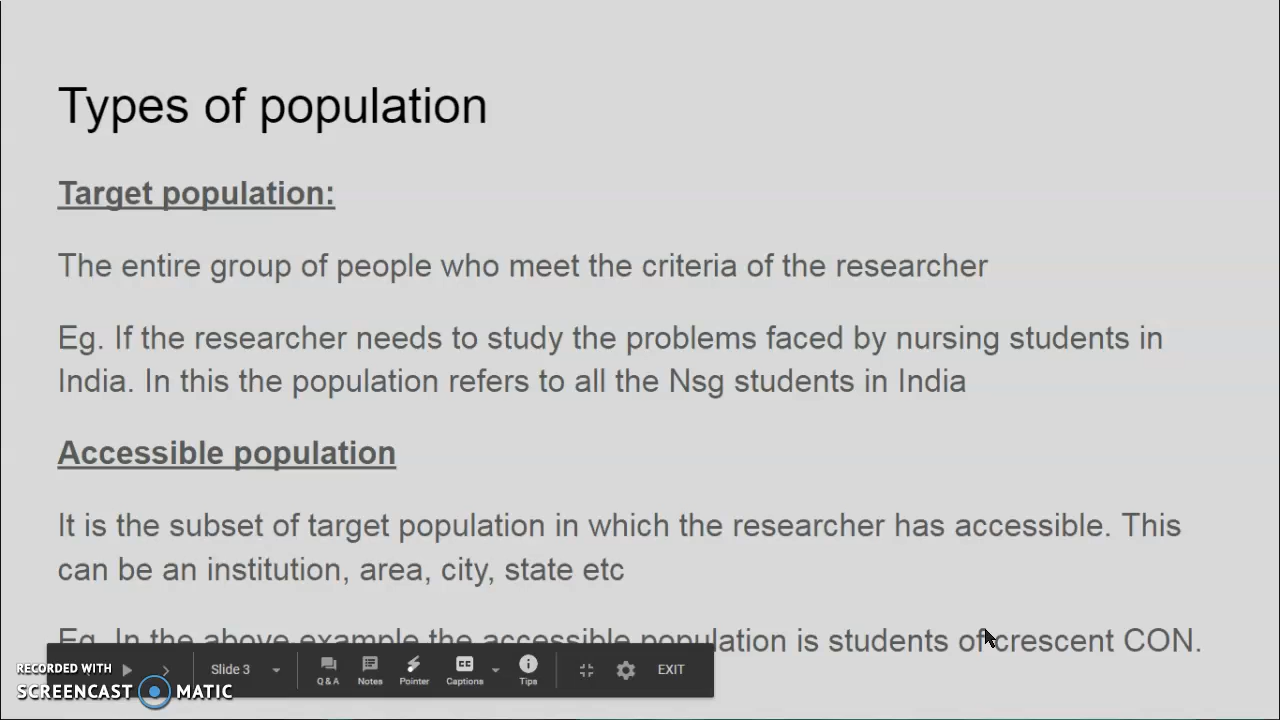 Types of population
Target population:
The entire group of people who meet the criteria of the researcher
Eg. If the researcher needs to study the problems faced by nursing students in
India. In this the population refers to all the Nsg students in India
Accessible population
It is the subset of target population in which the researcher has accessible. This
can be an institution, area, city, state etc
Eg. In the above example the accessible population is students of crescent CON.
RECORDED WITH
SCREENCAST MATIC
Slide 3
Q & A
Notes
Pointer
CC
Captions
Tips
EXIT